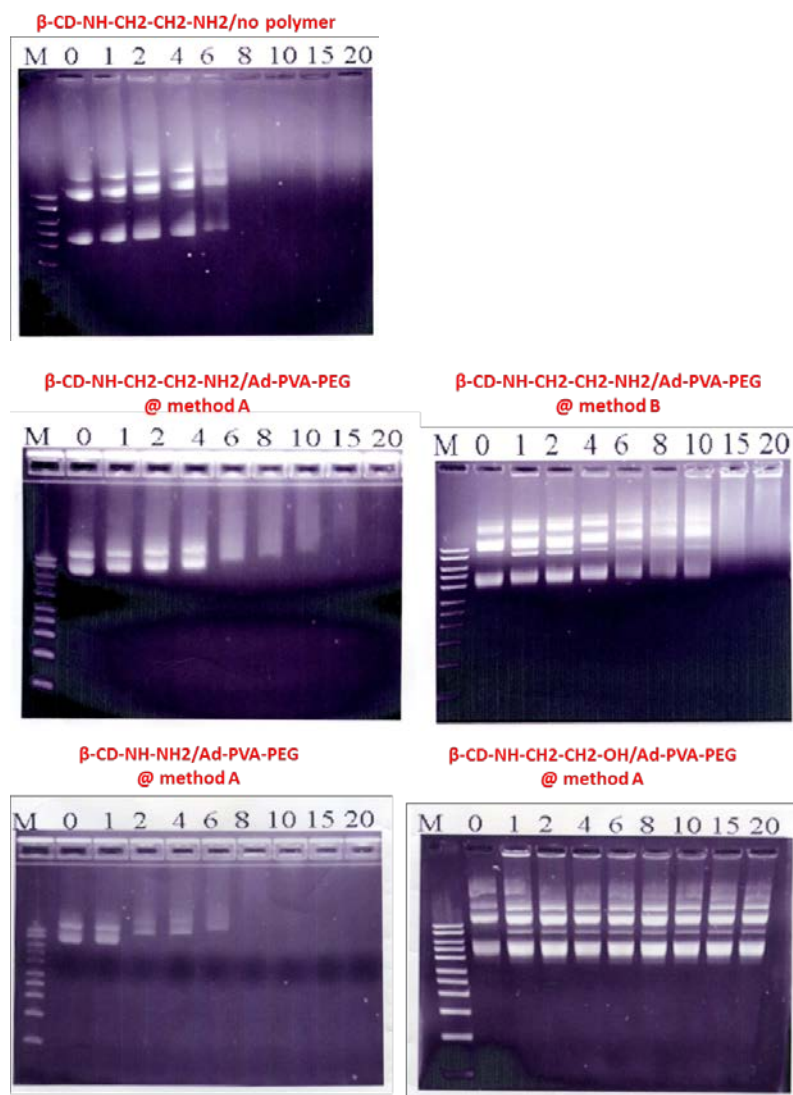 β-CD-NH-CH2-CH2-NH2/no polymer
M 0 1 2 4 6 8 10 15 20
β-CD-NH-CH2-CH2-NH2/Ad-PVA-PEG
@ method A
M 0 1 2 4 6 8 10 15 20
β-CD-NH-CH2-CH2-NH2/Ad-PVA-PEG
@ method B
M 0 1 2 4 6 8 10 15 20
β-CD-NH-NH2/Ad-PVA-PEG
@ method A
M 0 1 2 4 6 8 10 15 20
β-CD-NH-CH2-CH2-OH/Ad-PVA-PEG
@ method A
M 0 1 2 4 6 8 10 15 20